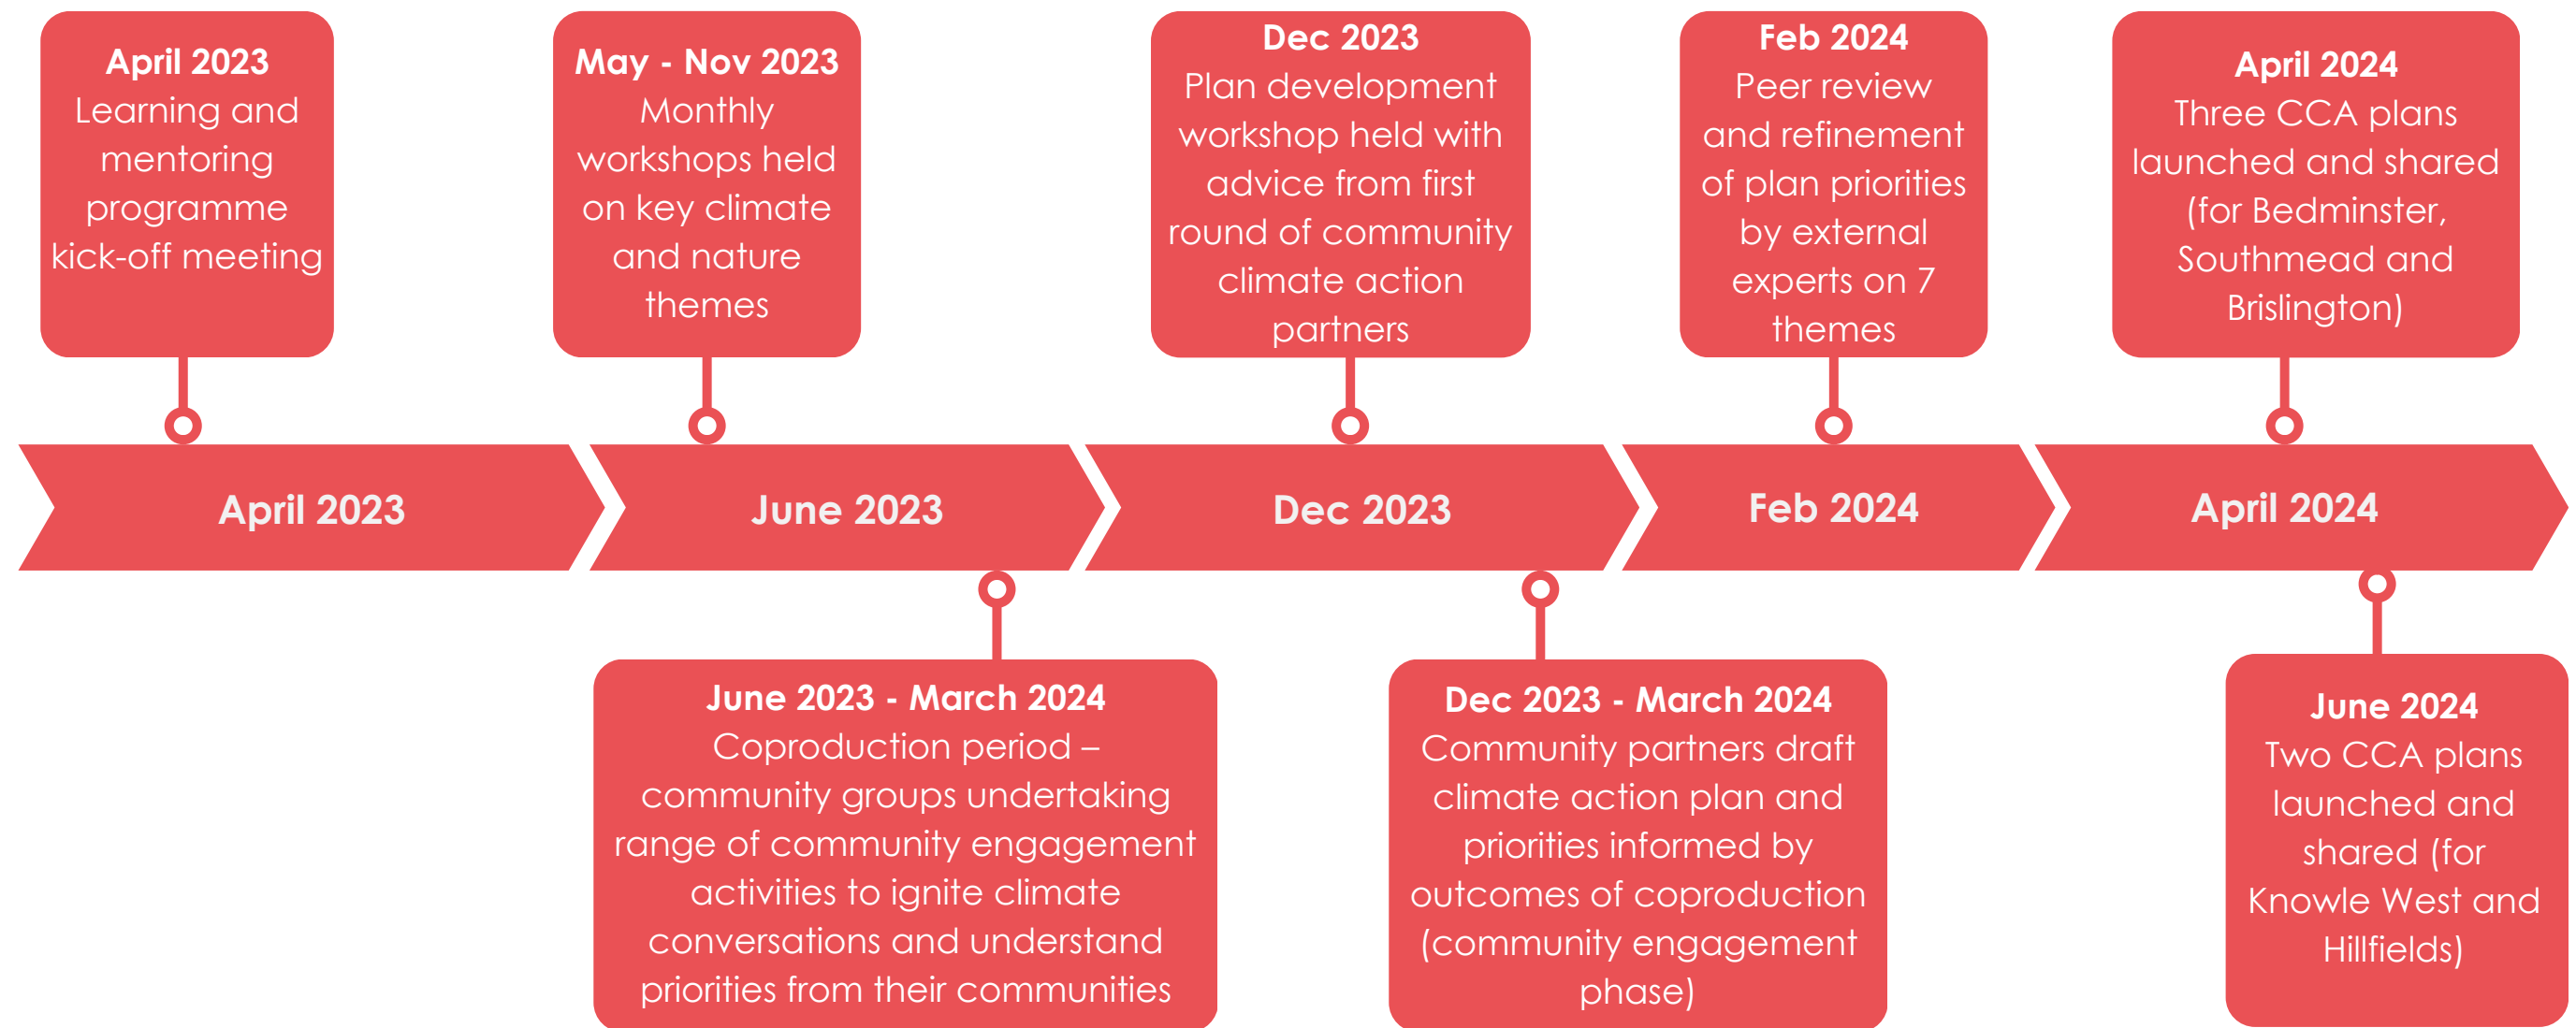 April 2023
Learning and
mentoring
programme
kick-off meeting
May - Nov 2023
Monthly
workshops held
on key climate
and nature
themes
Dec 2023
Plan development
workshop held with
advice from first
round of community
climate action
partners
Feb 2024
Peer review
and refinement
of plan priorities
by external
experts on 7
themes
April 2024
Three CCA plans
launched and shared
(for Bedminster,
Southmead and
Brislington)
April 2023
June 2023
Dec 2023
Feb 2024
April 2024
June 2023 - March 2024
Coproduction period –
community groups undertaking
range of community engagement
activities to ignite climate
conversations and understand
priorities from their communities
Dec 2023 - March 2024
Community partners draft
climate action plan and
priorities informed by
outcomes of coproduction
(community engagement
phase)
June 2024
Two CCA plans
launched and
shared (for
Knowle West and
Hillfields)